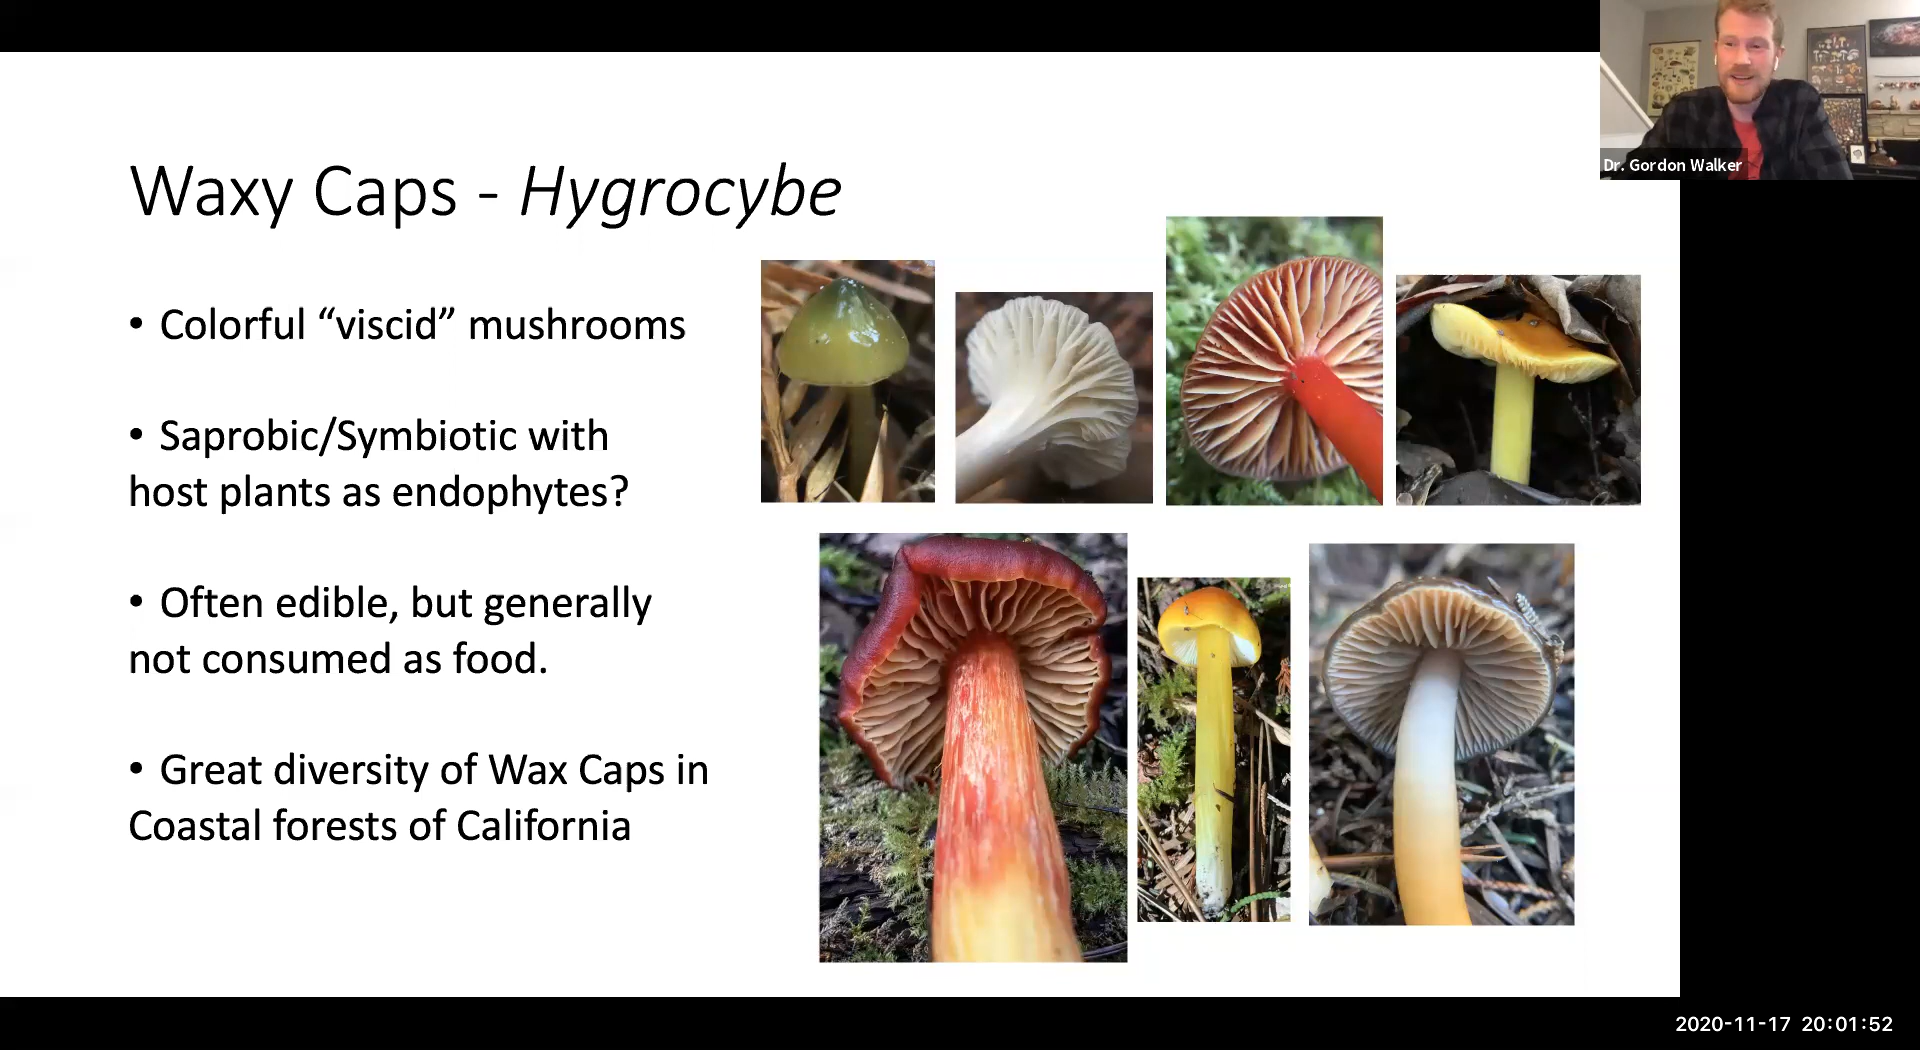 Dr. Gordon Walker
Waxy Caps - Hygrocybe
• Colorful “viscid” mushrooms
• Saprobic/Symbiotic with
host plants as endophytes?
• Often edible, but generally
not consumed as food.
• Great diversity of Wax Caps in
Coastal forests of California
2020-11-17 20:01:52